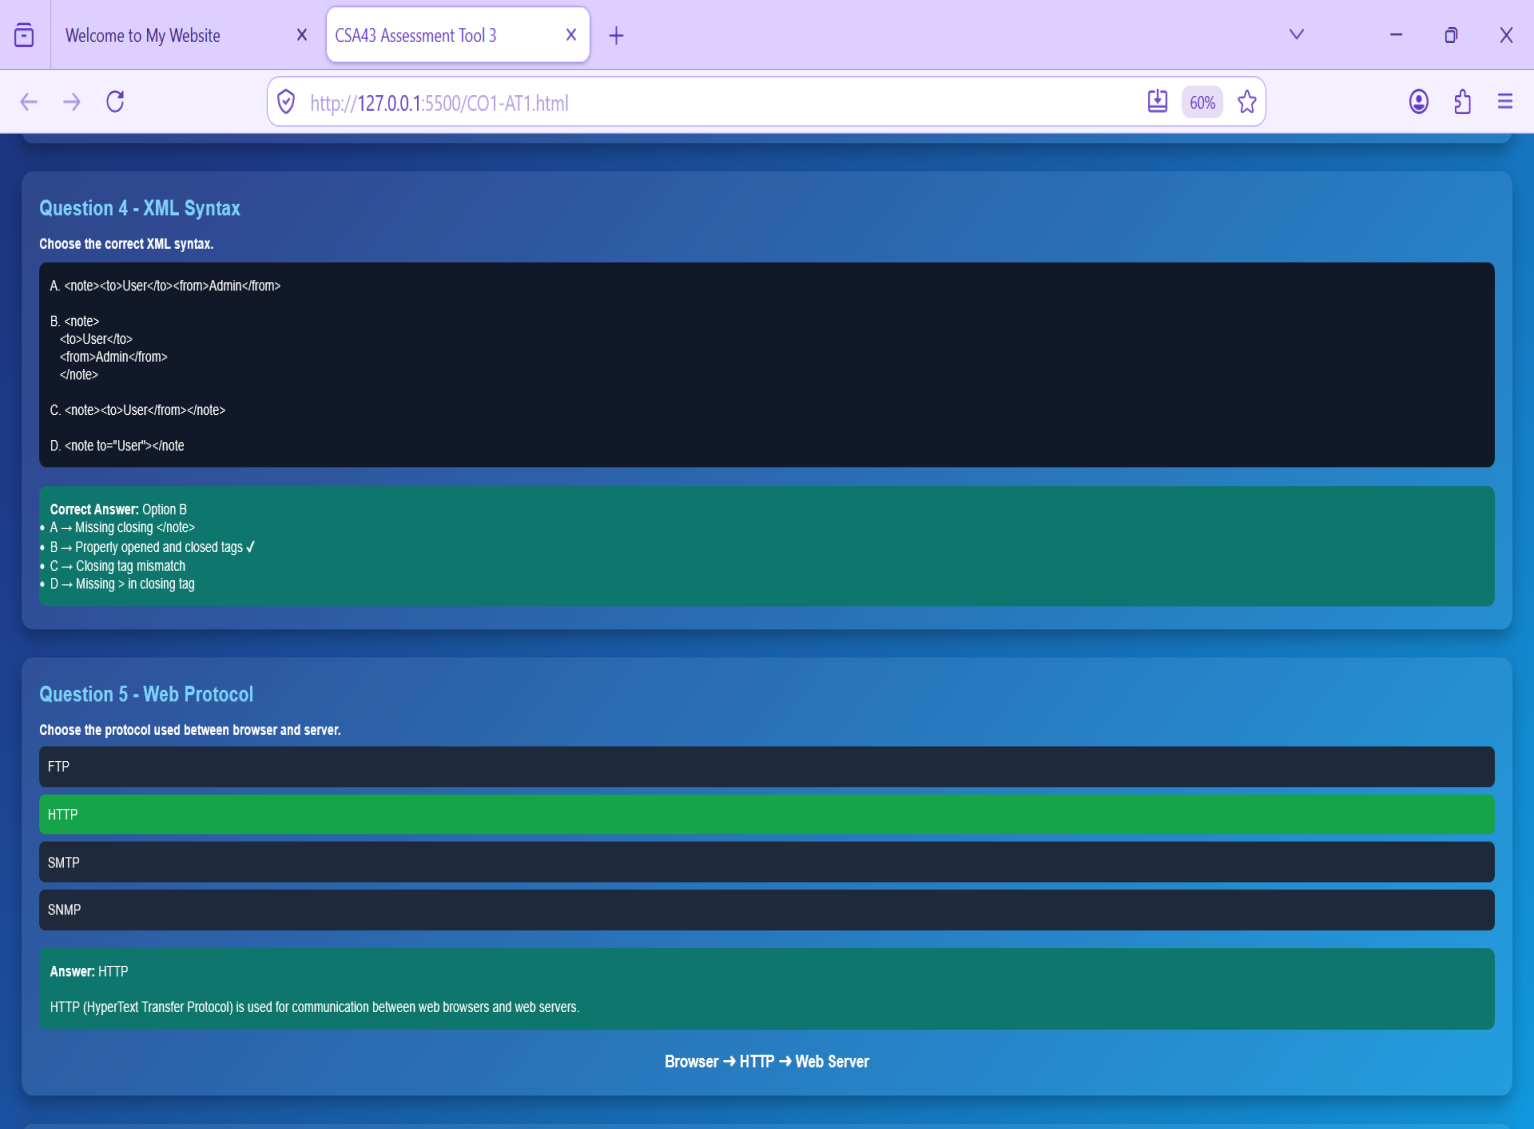 Welcome to My Website
CSA43 Assessment Tool 3
http://127.0.0.1:5500/CO1-AT1.html
60%
Question 4 - XML Syntax
Choose the correct XML syntax.
A. <note><to>User</to><from>Admin</from>
B. <note>
<to>User</to>
<from>Admin</from>
</note>
C. <note><to>User</from></note>
D. <note to="User"></note
Correct Answer: Option B
• A → Missing closing </note>
• B → Properly opened and closed tags ✓
• C → Closing tag mismatch
• D → Missing > in closing tag
Question 5 - Web Protocol
Choose the protocol used between browser and server.
FTP
HTTP
SMTP
SNMP
Answer: HTTP
HTTP (HyperText Transfer Protocol) is used for communication between web browsers and web servers.
Browser ➜ HTTP ➜ Web Server